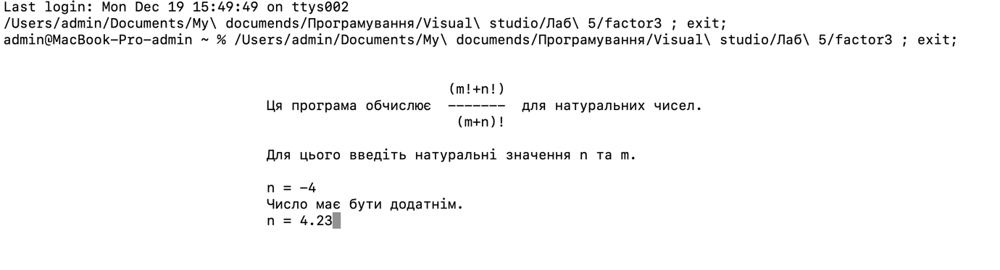 Last login: Mon Dec 19 15:49:49 on ttys002
/Users/admin/Documents/My\ documends/Програмування/Visual\ studio/Лаб\ 5/factor3 ; exit;
admin@MacBook-Pro-admin ~ % /Users/admin/Documents/My\ documends/Програмування/Visual\ studio/Лаб\ 5/factor3 ; exit;
(m!+n!)
Ця програма обчислює ------- для натуральних чисел.
(m+n)!
Для цього введіть натуральні значення n та m.
n = -4
Число має бути додатнім.
n = 4.23